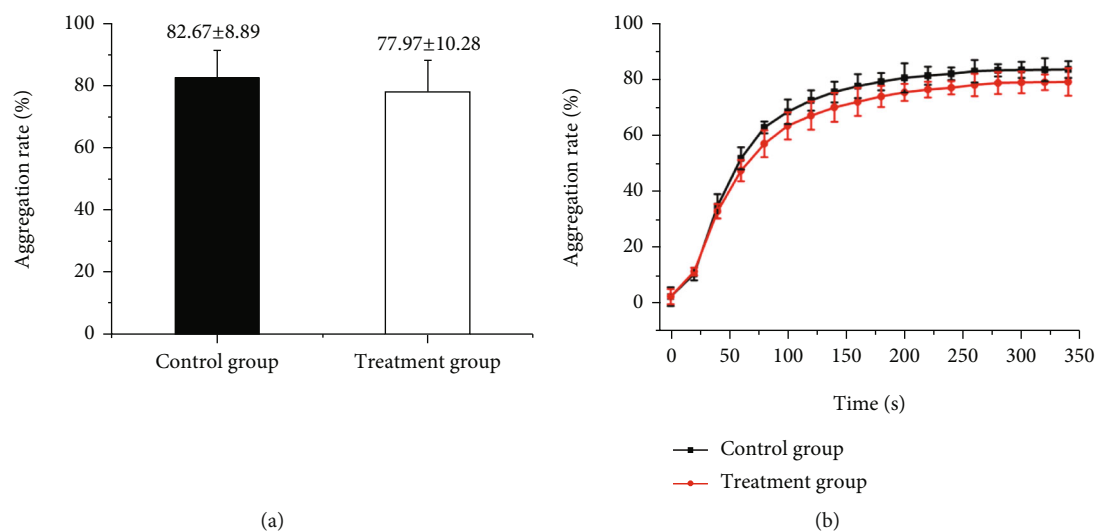 100
80
60
40
20
0
Aggregation rate (%)
82.67±8.89
77.97±10.28
Control group
Treatment group
(a)
100
80
60
40
20
0
Aggregation rate (%)
0 50 100 150 200 250 300 350
Time (s)
Control group
Treatment group
(b)